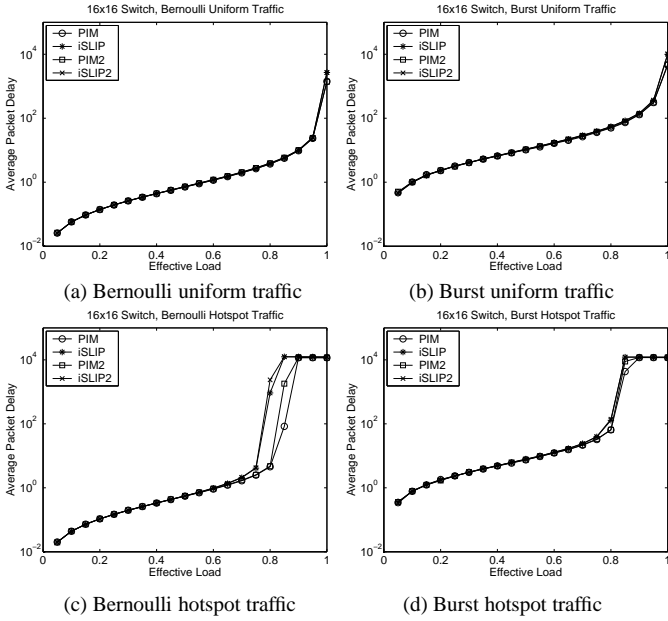 16x16 Switch, Bernoulli Uniform Traffic
PIM
iSLIP
PIM2
iSLIP2
Average Packet Delay
10^4
10^2
10^0
10^−2
0.2 0.4 0.6 0.8 1
Effective Load
(a) Bernoulli uniform traffic
16x16 Switch, Burst Uniform Traffic
PIM
iSLIP
PIM2
iSLIP2
Average Packet Delay
10^4
10^2
10^0
10^−2
0 0.2 0.4 0.6 0.8 1
Effective Load
(b) Burst uniform traffic
16x16 Switch, Bernoulli Hotspot Traffic
PIM
iSLIP
PIM2
iSLIP2
Average Packet Delay
10^4
10^2
10^0
10^−2
0.2 0.4 0.6 0.8 1
Effective Load
(c) Bernoulli hotspot traffic
16x16 Switch, Burst Hotspot Traffic
PIM
iSLIP
PIM2
iSLIP2
Average Packet Delay
10^4
10^2
10^0
10^−2
0 0.2 0.4 0.6 0.8 1
Effective Load
(d) Burst hotspot traffic